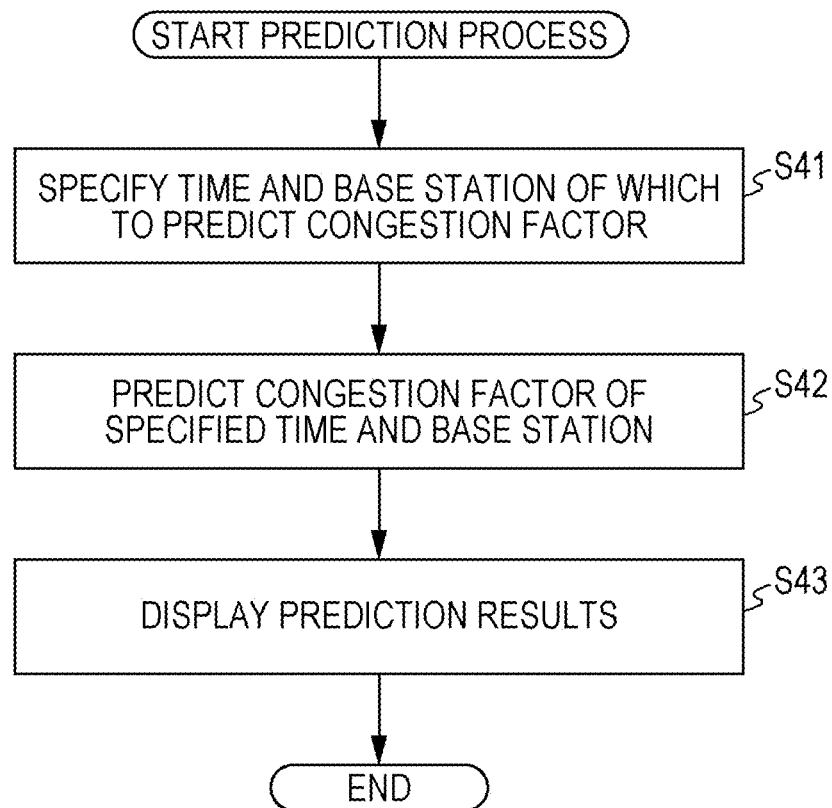 START PREDICTION PROCESS
SPECIFY TIME AND BASE STATION OF WHICH
TO PREDICT CONGESTION FACTOR
S41
PREDICT CONGESTION FACTOR OF
SPECIFIED TIME AND BASE STATION
S42
DISPLAY PREDICTION RESULTS
S43
END